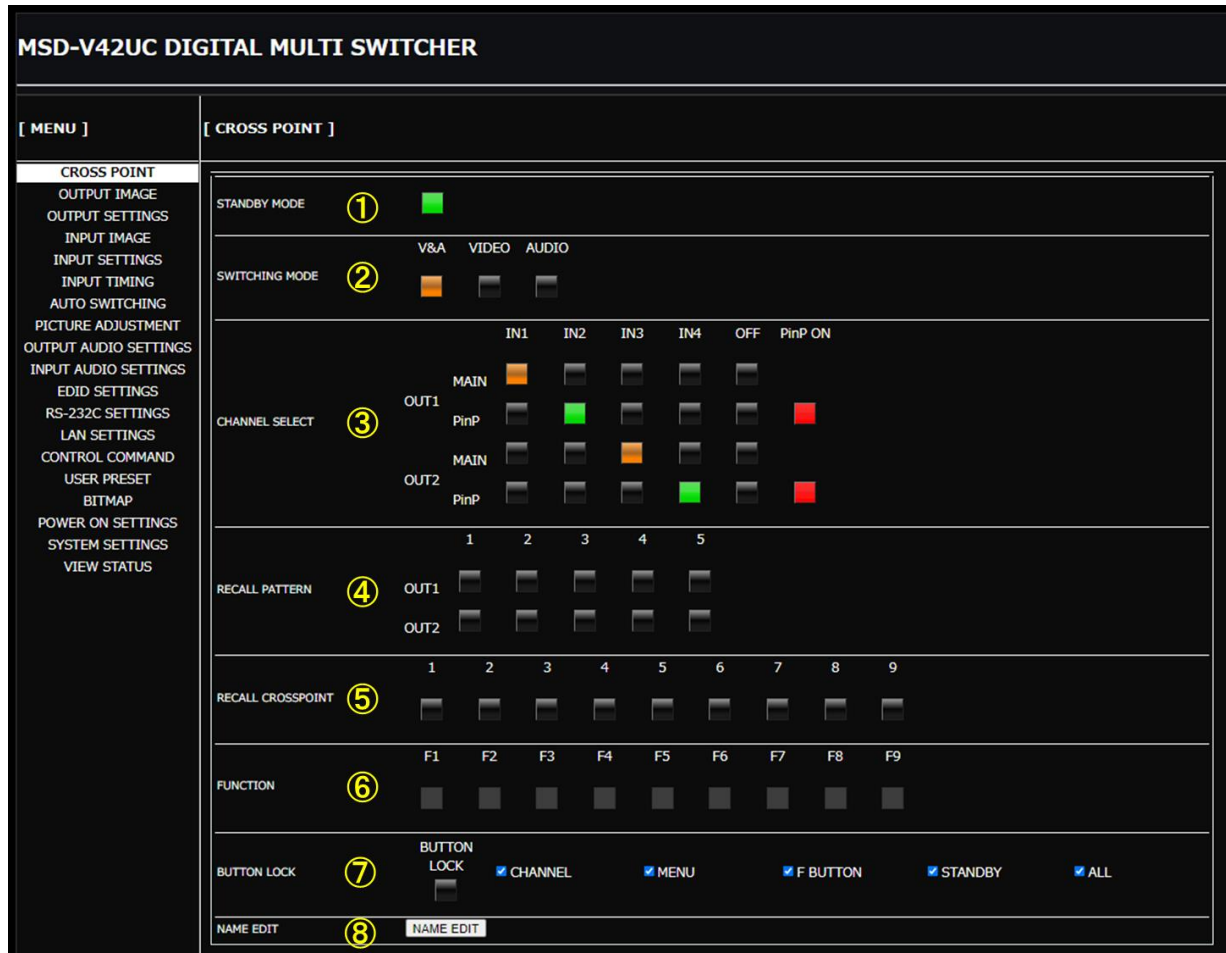 MSD-V42UC DIGITAL MULTI SWITCHER
[ MENU ]
[ CROSS POINT ]
CROSS POINT
OUTPUT IMAGE
OUTPUT SETTINGS
INPUT IMAGE
INPUT SETTINGS
INPUT TIMING
AUTO SWITCHING
PICTURE ADJUSTMENT
OUTPUT AUDIO SETTINGS
INPUT AUDIO SETTINGS
EDID SETTINGS
RS-232C SETTINGS
LAN SETTINGS
CONTROL COMMAND
USER PRESET
BITMAP
POWER ON SETTINGS
SYSTEM SETTINGS
VIEW STATUS
STANDBY MODE ①
V&A VIDEO AUDIO
SWITCHING MODE ②
IN1 IN2 IN3 IN4 OFF PinP ON
MAIN
OUT1
CHANNEL SELECT ③ PinP
MAIN
OUT2
PinP
1 2 3 4 5
RECALL PATTERN ④ OUT1
OUT2
1 2 3 4 5 6 7 8 9
RECALL CROSSPOINT ⑤
F1 F2 F3 F4 F5 F6 F7 F8 F9
FUNCTION ⑥
BUTTON
LOCK
BUTTON LOCK ⑦ CHANNEL MENU F BUTTON STANDBY ALL
NAME EDIT ⑧ NAME EDIT